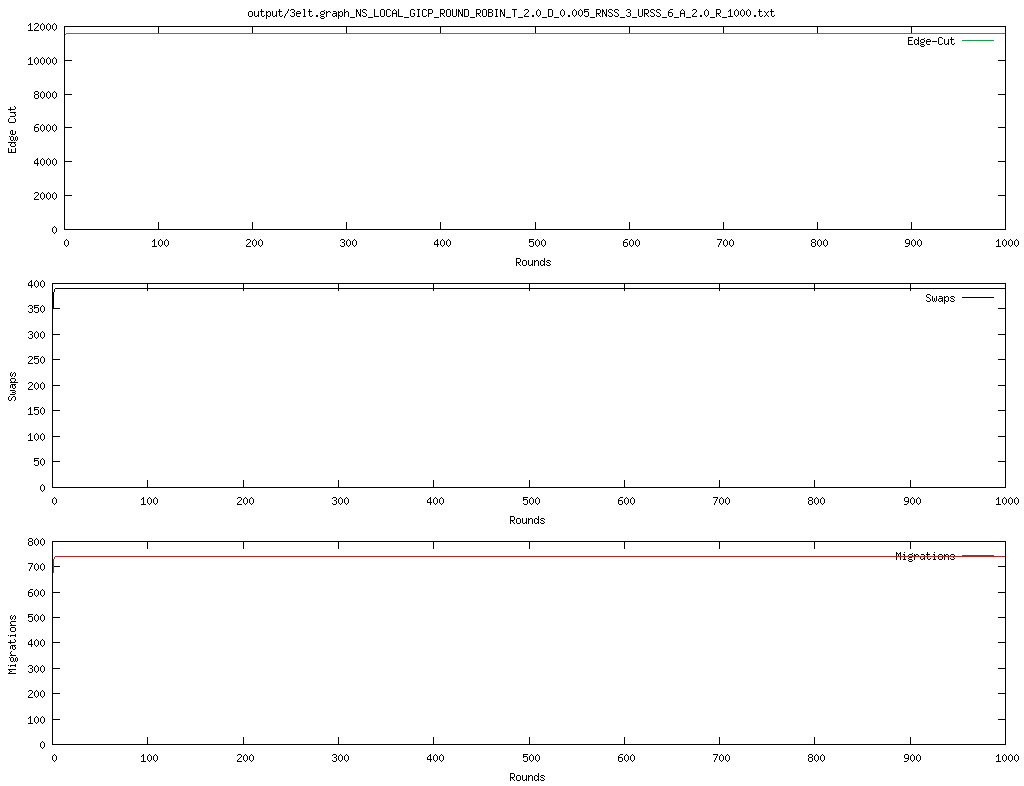 output/3elt.graph_NS_LOCAL_GICP_ROUND_ROBIN_T_2.0_D_0.005_RNSS_3_URSS_6_A_2.0_R_1000.txt
12000
10000
8000
6000
4000
2000
0
Edge Cut
Edge-Cut
0 100 200 300 400 500 600 700 800 900 1000
Rounds
400
350
300
250
200
150
100
50
0
Swaps
Swaps
0 100 200 300 400 500 600 700 800 900 1000
Rounds
800
700
600
500
400
300
200
100
0
Migrations
Migrations
0 100 200 300 400 500 600 700 800 900 1000
Rounds